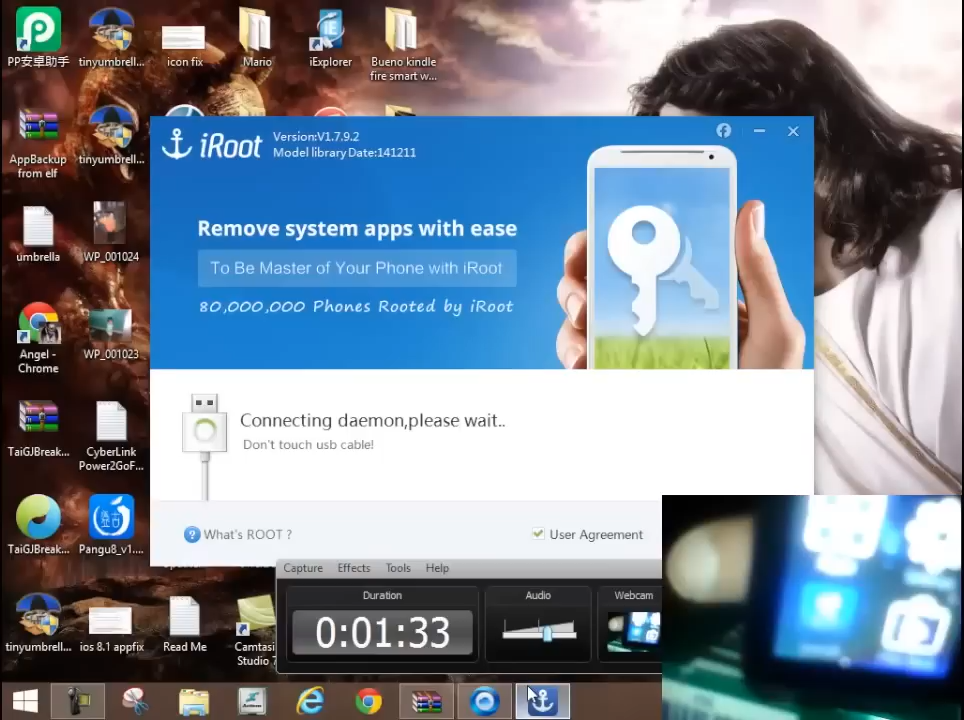 PP安卓助手
tinyumbrell...
icon fix
Mario
iExplorer
Bueno kindle
fire smart w...
AppBackup
from elf
tinyumbrell...
iRoot
Version:V1.7.9.2
Model library Date:141211
Remove system apps with ease
To Be Master of Your Phone with iRoot
80,000,000 Phones Rooted by iRoot
umbrella
WP_001024
Angel -
Chrome
WP_001023
Connecting daemon,please wait..
Don't touch usb cable!
TaiGJBreak...
CyberLink
Power2GoF...
What's ROOT ?
User Agreement
TaiGJBreak...
Pangu8_v1....
Capture
Effects
Tools
Help
Duration
Audio
Webcam
0:01:33
tinyumbrell...
ios 8.1 appfix
Read Me
Camtasi
Studio 7